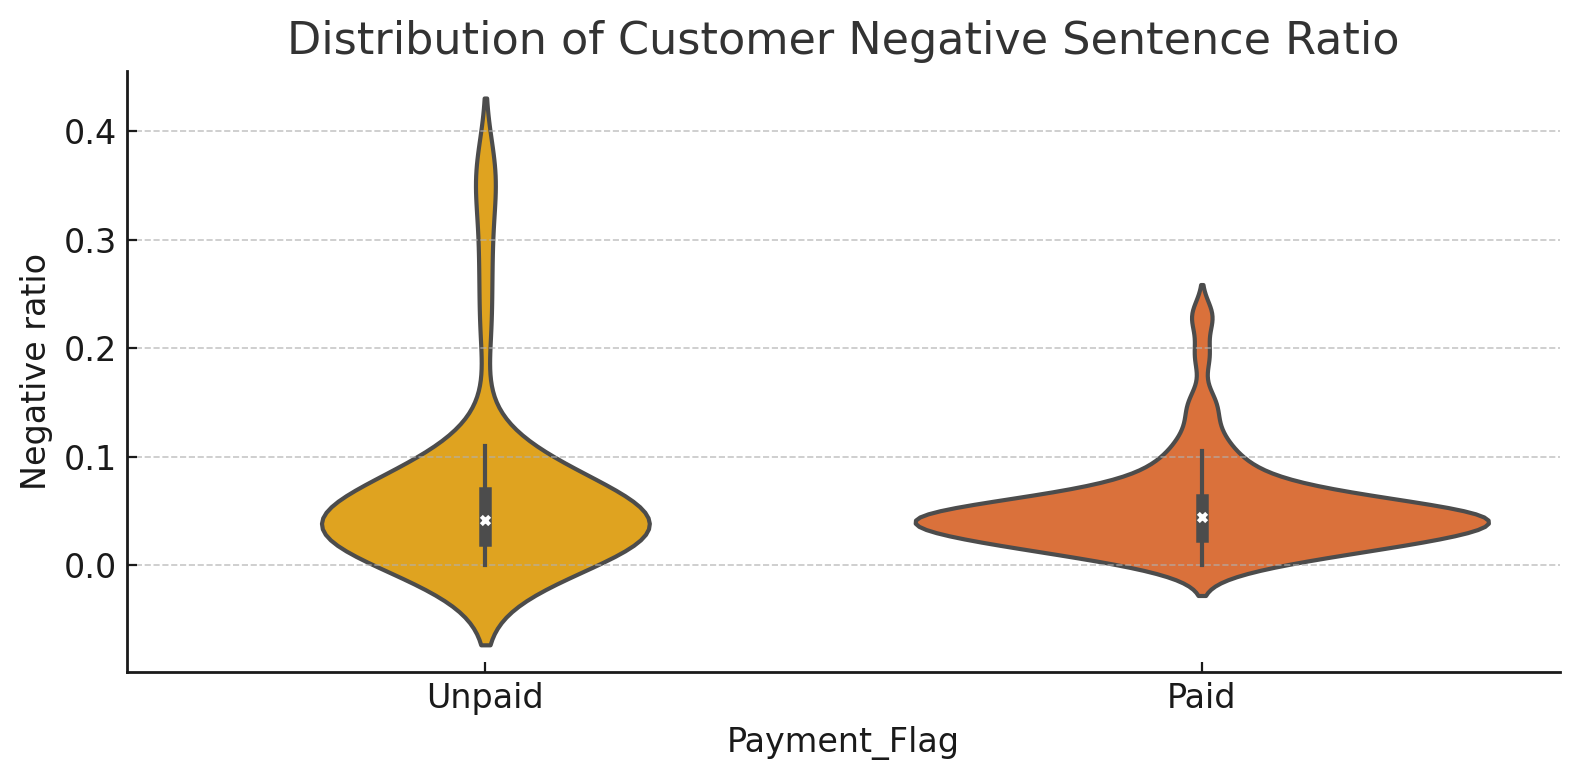 Distribution of Customer Negative Sentence Ratio
Negative ratio
0.4
0.3
0.2
0.1
0.0
Unpaid
Paid
Payment_Flag